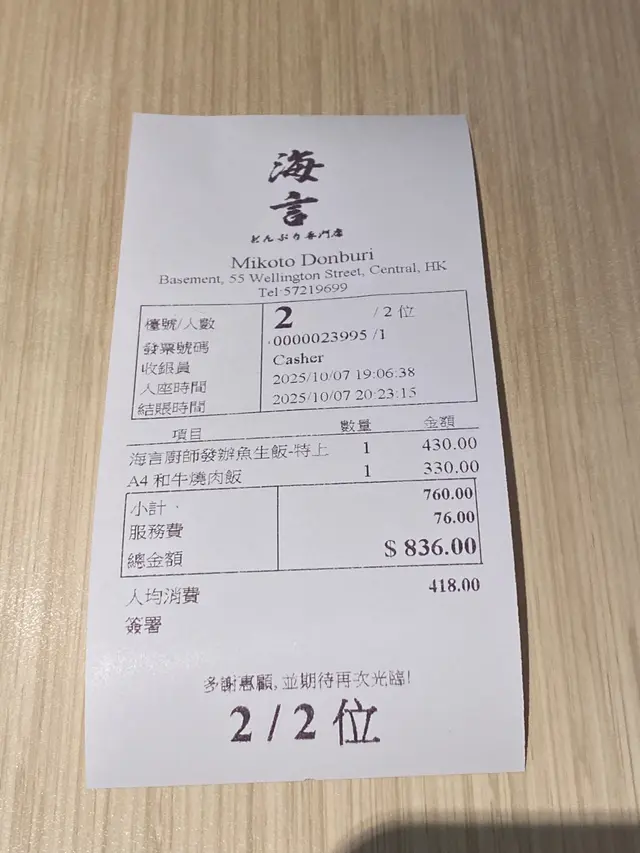 海
言
どんぶり専門店
Mikoto Donburi
Basement, 55 Wellington Street, Central, HK
Tel:57219699
檯號/人數 2 / 2 位
發票號碼 0000023995 /1
收銀員 Casher
入座時間 2025/10/07 19:06:38
結賬時間 2025/10/07 20:23:15
項目 數量 金額
海言廚師發辦魚生飯-特上 1 430.00
A4 和牛燒肉飯 1 330.00
小計 760.00
服務費 76.00
總金額 $ 836.00
人均消費 418.00
簽署
多謝惠顧,並期待再次光臨!
2 / 2 位